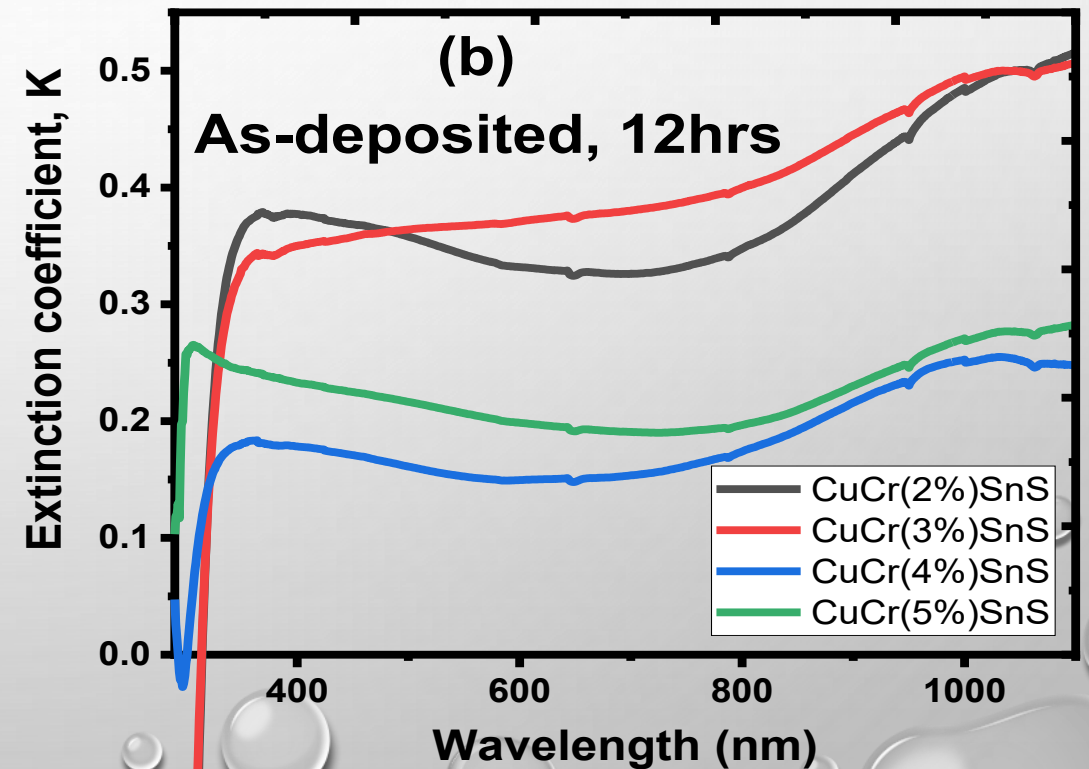 (b)
As-deposited, 12hrs
Extinction coefficient, K
0.5
0.4
0.3
0.2
0.1
0.0
CuCr(2%)SnS
CuCr(3%)SnS
CuCr(4%)SnS
CuCr(5%)SnS
400 600 800 1000
Wavelength (nm)